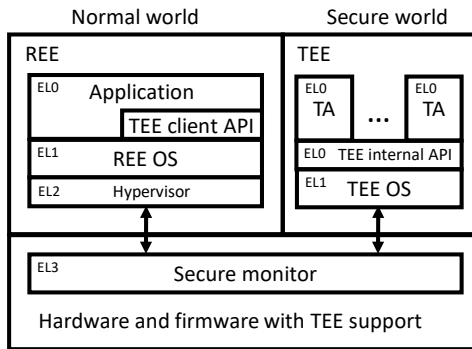 Normal world
Secure world
REE
TEE
EL0 Application
TEE client API
EL1 REE OS
EL2 Hypervisor
EL0 TA
...
EL0 TA
EL0 TEE internal API
EL1 TEE OS
EL3 Secure monitor
Hardware and firmware with TEE support